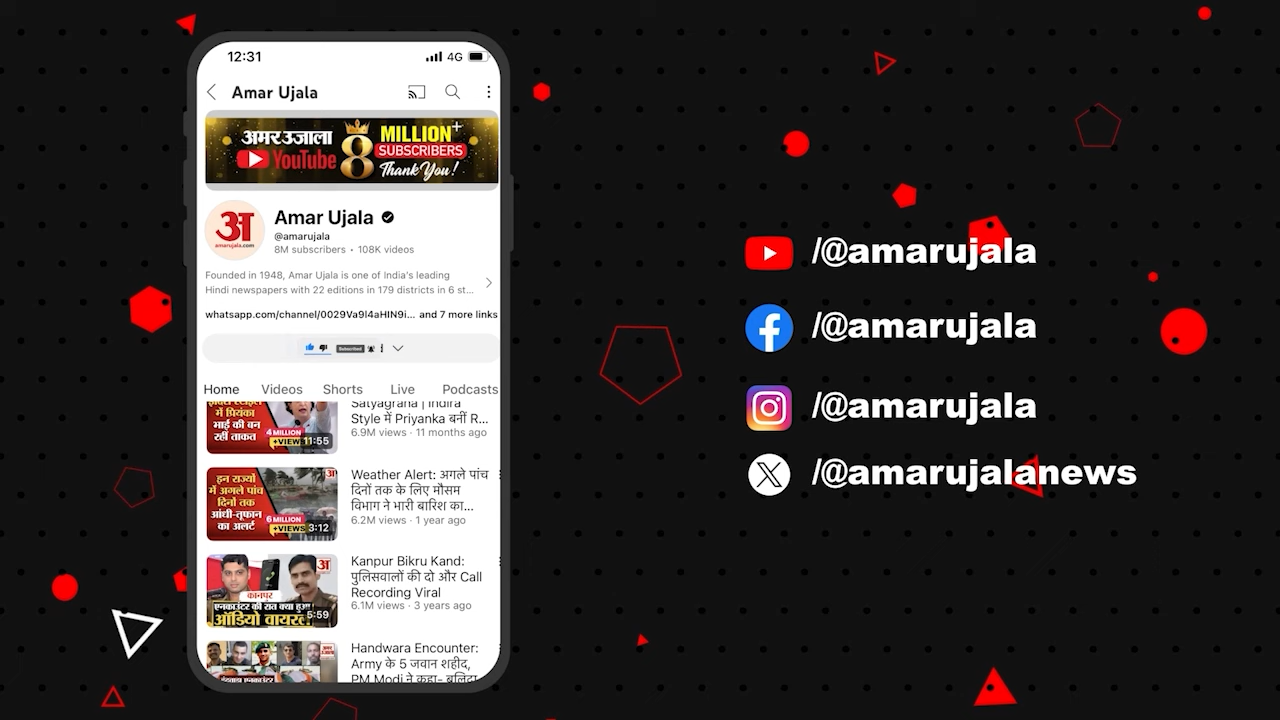 12:31
4G
Amar Ujala
अमर उजाला
YouTube
8
MILLION
SUBSCRIBERS
Thank You!
अ
amarujala.com
Amar Ujala
@amarujala
8M subscribers • 108K videos
Founded in 1948, Amar Ujala is one of India's leading
Hindi newspapers with 22 editions in 179 districts in 6 st...
whatsapp.com/channel/0029Va9l4aHIN9i... and 7 more links
Subscribed
Home Videos Shorts Live Podcasts
में प्रियंका
भाई की बन
रहीं ताकत
4 MILLION
+VIEWS
11:55
Satyagraha | Indira
Style में Priyanka बनीं R...
6.9M views · 11 months ago
इन राज्यों
में अगले पांच
दिनों तक
आंधी-तूफान
का अलर्ट
6 MILLION
+VIEWS
3:12
Weather Alert: अगले पांच
दिनों तक के लिए मौसम
विभाग ने भारी बारिश का...
6.2M views · 1 year ago
अ
कानपुर
एनकाउंटर की रात क्या हुआ
ऑडियो वायरल
5:59
Kanpur Bikru Kand:
पुलिसवालों की दो और Call
Recording Viral
6.1M views · 3 years ago
Handwara Encounter:
Army के 5 जवान शहीद,
PM Modi ने कहा- बलिदा
/@amarujala
/@amarujala
/@amarujala
/@amarujalanews